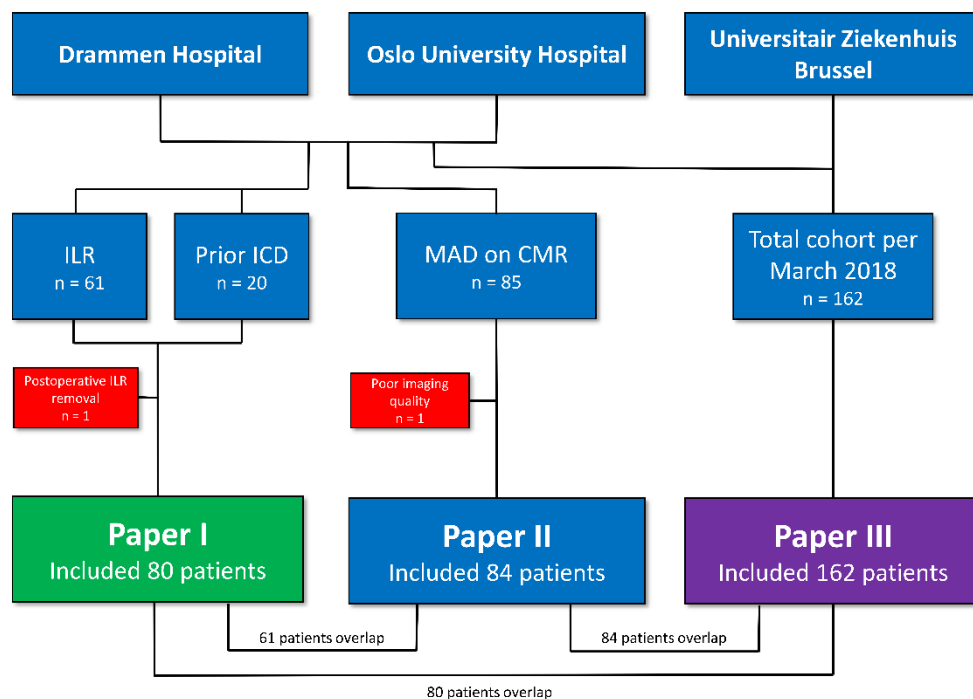 Drammen Hospital
Oslo University Hospital
Universitair Ziekenhuis
Brussel
ILR
n = 61
Prior ICD
n = 20
MAD on CMR
n = 85
Total cohort per
March 2018
n = 162
Postoperative ILR
removal
n = 1
Poor imaging
quality
n = 1
Paper I
Included 80 patients
Paper II
Included 84 patients
Paper III
Included 162 patients
61 patients overlap
84 patients overlap
80 patients overlap